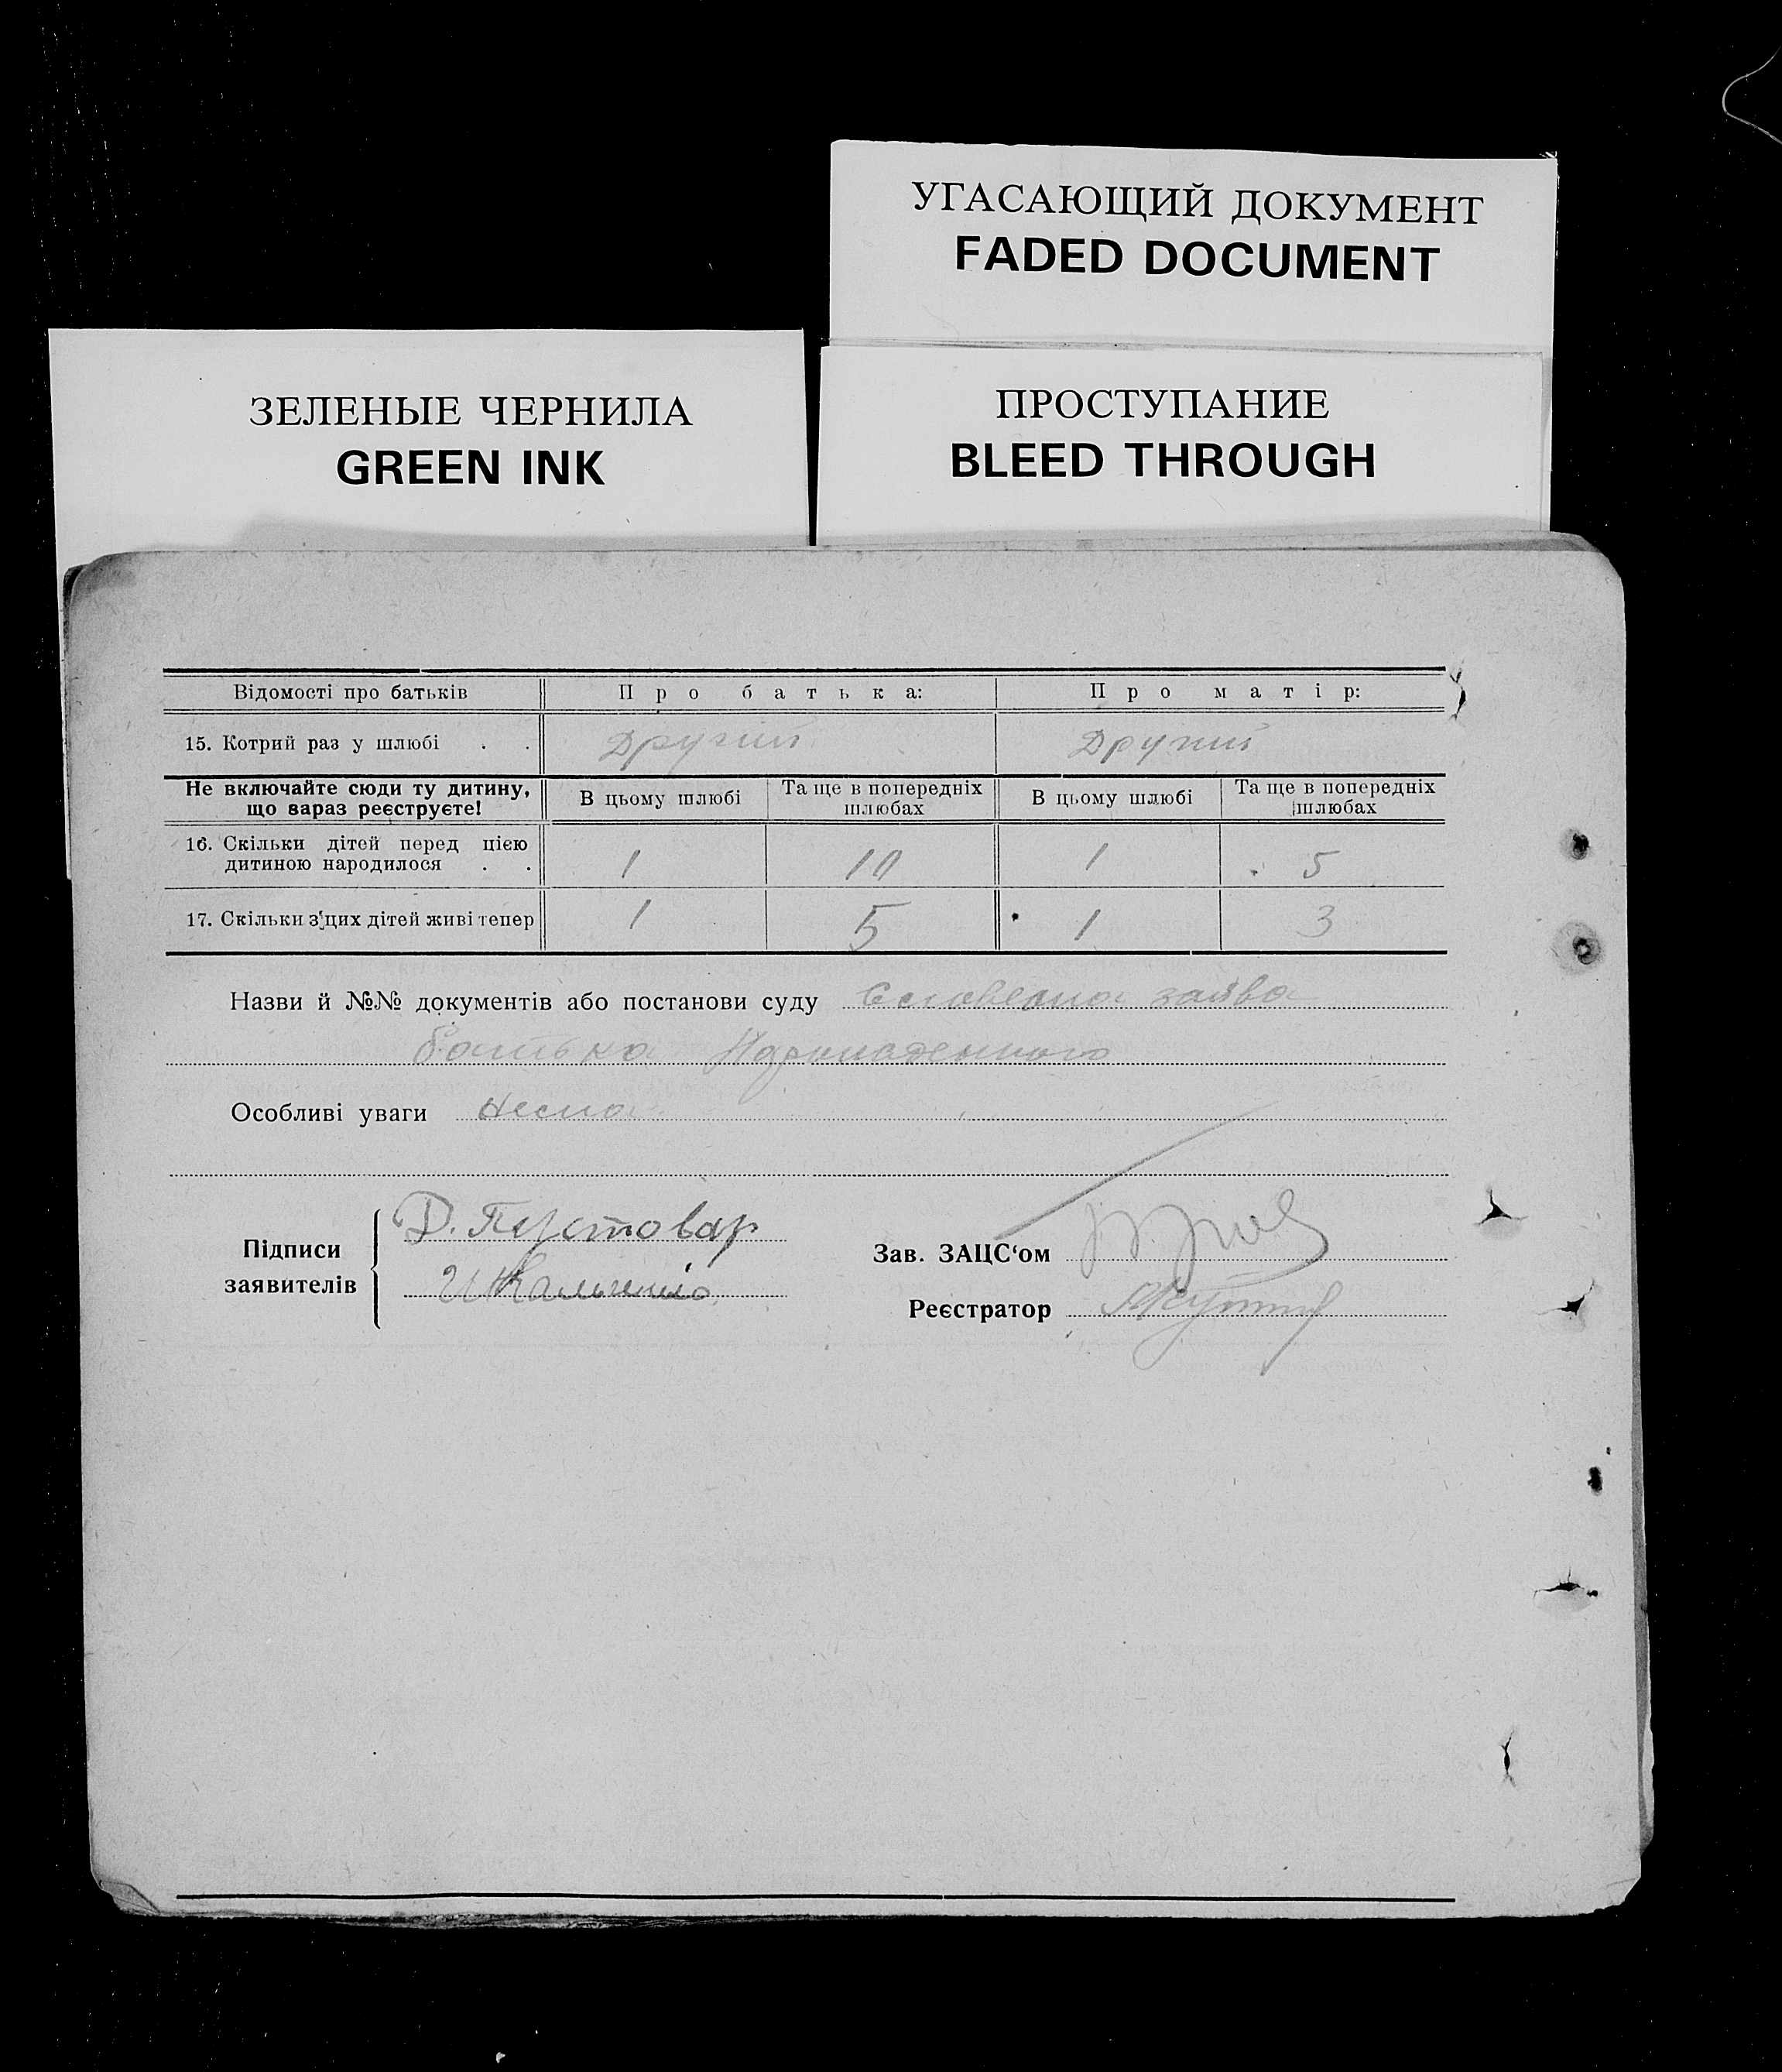 УГАСАЮЩИЙ ДОКУМЕНТ
FADED DOCUMENT
ЗЕЛЕНЫЕ ЧЕРНИЛА
GREEN INK
ПРОСТУПАНИЕ
BLEED THROUGH
Відомості про батьків Про батька: Про матір:
15. Котрий раз у шлюбі . . Другий Другий
Не включайте сюди ту дитину, що зараз реєструєте! В цьому шлюбі Та ще в попередніх шлюбах В цьому шлюбі Та ще в попередніх шлюбах
16. Скільки дітей перед цією
дитиною народилося . . 1 10 1 5
17. Скільки з цих дітей живі тепер 1 5 1 3
Назви й №№ документів або постанови суду заява
батька
Особливі уваги
Підписи заявителів
Д.
Зав. ЗАЦС‘ом
Реєстратор